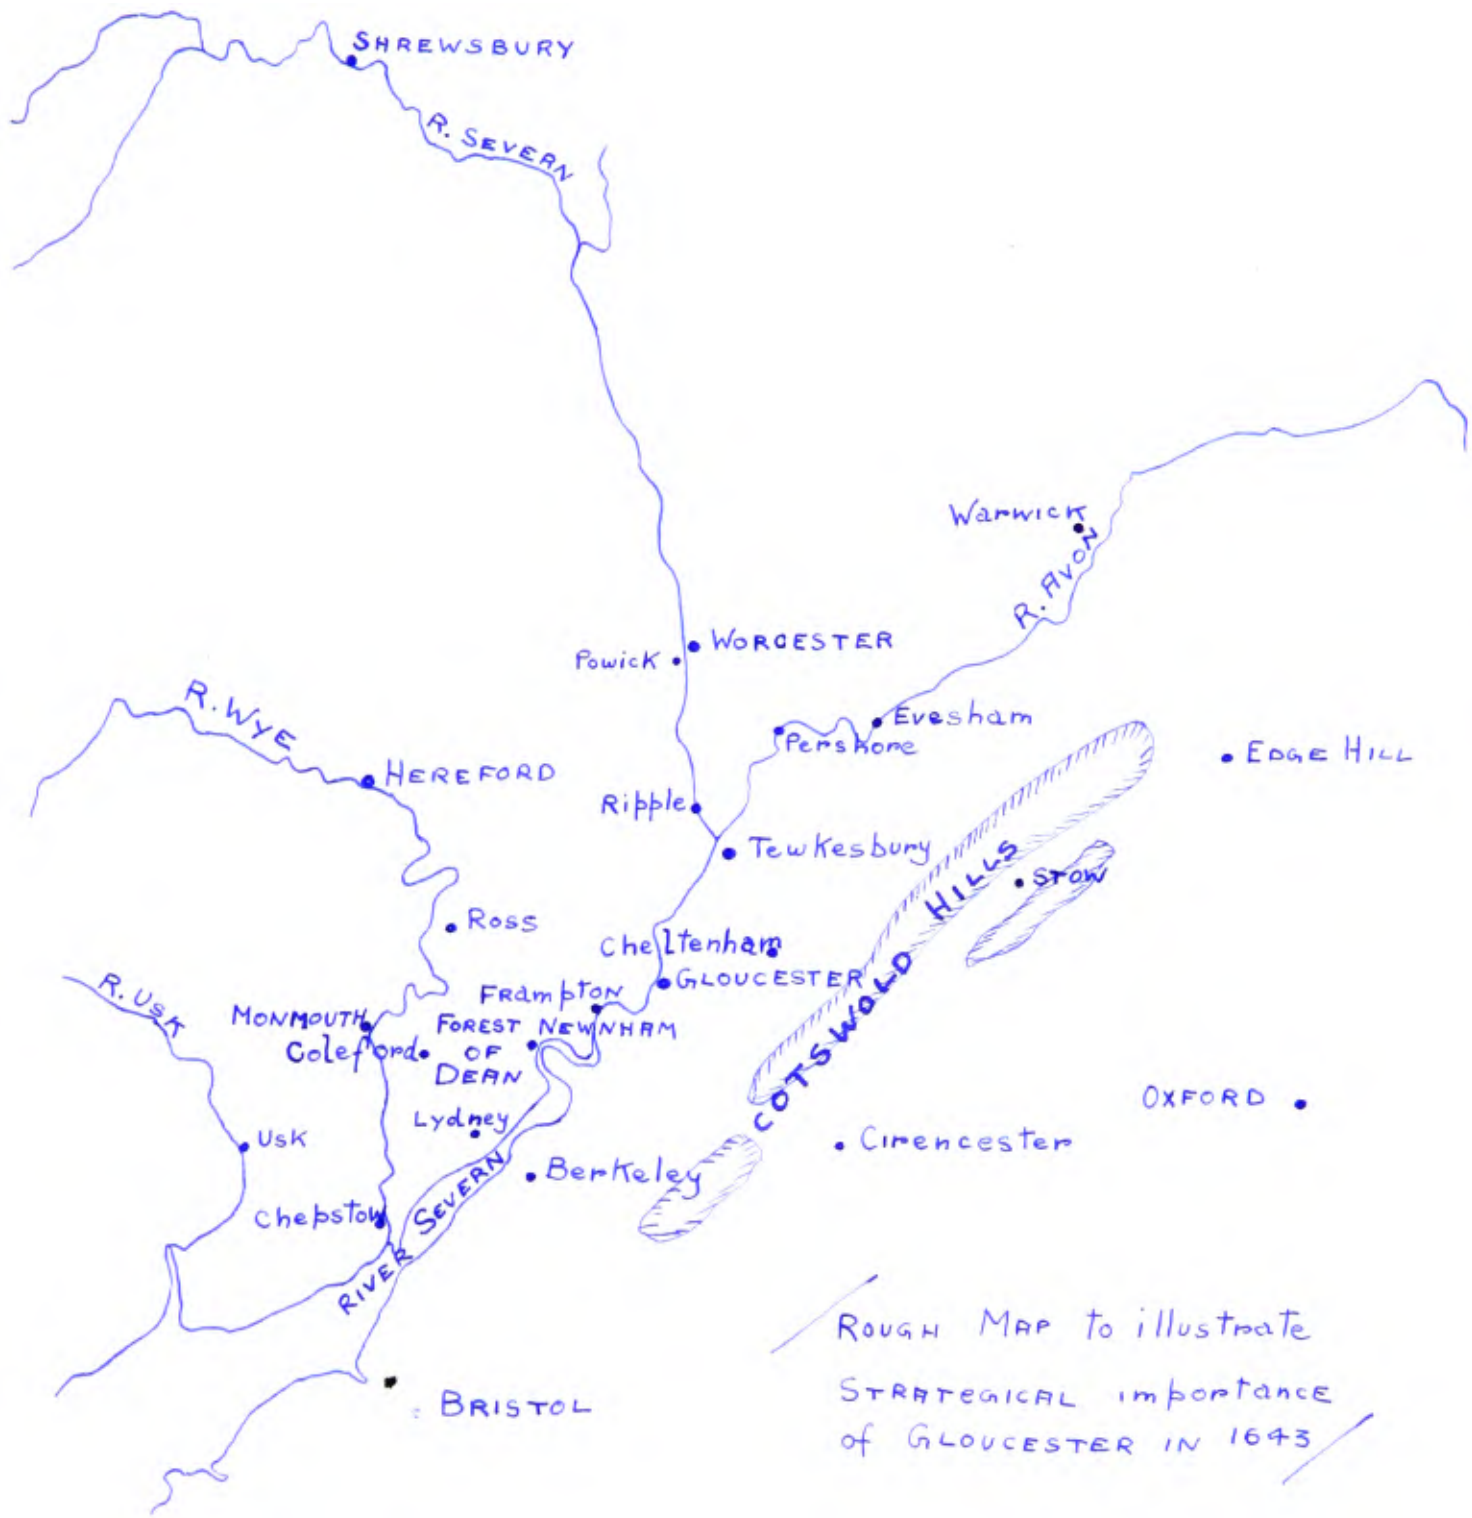 SHREWSBURY
R. SEVERN
Warwick
R. AVON
WORCESTER
Powick
R. WYE
Evesham
Pershore
EDGE HILL
HEREFORD
Ripple
Tewkesbury
COTSWOLD HILLS
STOW
Ross
Cheltenham
GLOUCESTER
R. USK
FRAMPTON
MONMOUTH
FOREST
OF
DEAN
NEWNHAM
Coleford
OXFORD
Lydney
USK
Cirencester
Berkeley
Chepstow
RIVER SEVERN
BRISTOL
ROUGH MAP to illustrate
STRATEGICAL importance
of GLOUCESTER IN 1643